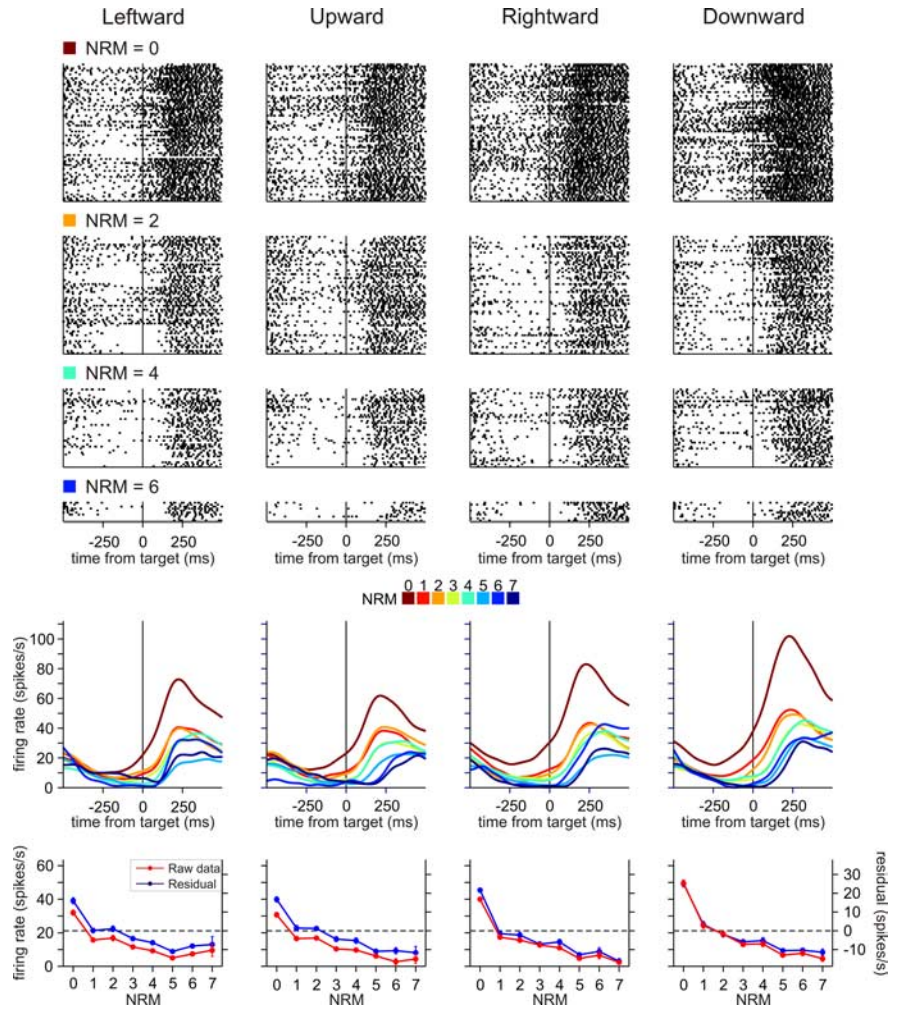 Leftward Upward Rightward Downward
NRM = 0
NRM = 2
NRM = 4
NRM = 6
-250 0 250 -250 0 250 -250 0 250 -250 0 250
time from target (ms) time from target (ms) time from target (ms) time from target (ms)
0 1 2 3 4 5 6 7
NRM
firing rate (spikes/s)
100
80
60
40
20
0
-250 0 250 -250 0 250 -250 0 250 -250 0 250
time from target (ms) time from target (ms) time from target (ms) time from target (ms)
firing rate (spikes/s)
60
40
20
0
Raw data
Residual
30
20
10
0
-10
residual (spikes/s)
0 1 2 3 4 5 6 7 0 1 2 3 4 5 6 7 0 1 2 3 4 5 6 7 0 1 2 3 4 5 6 7
NRM NRM NRM NRM